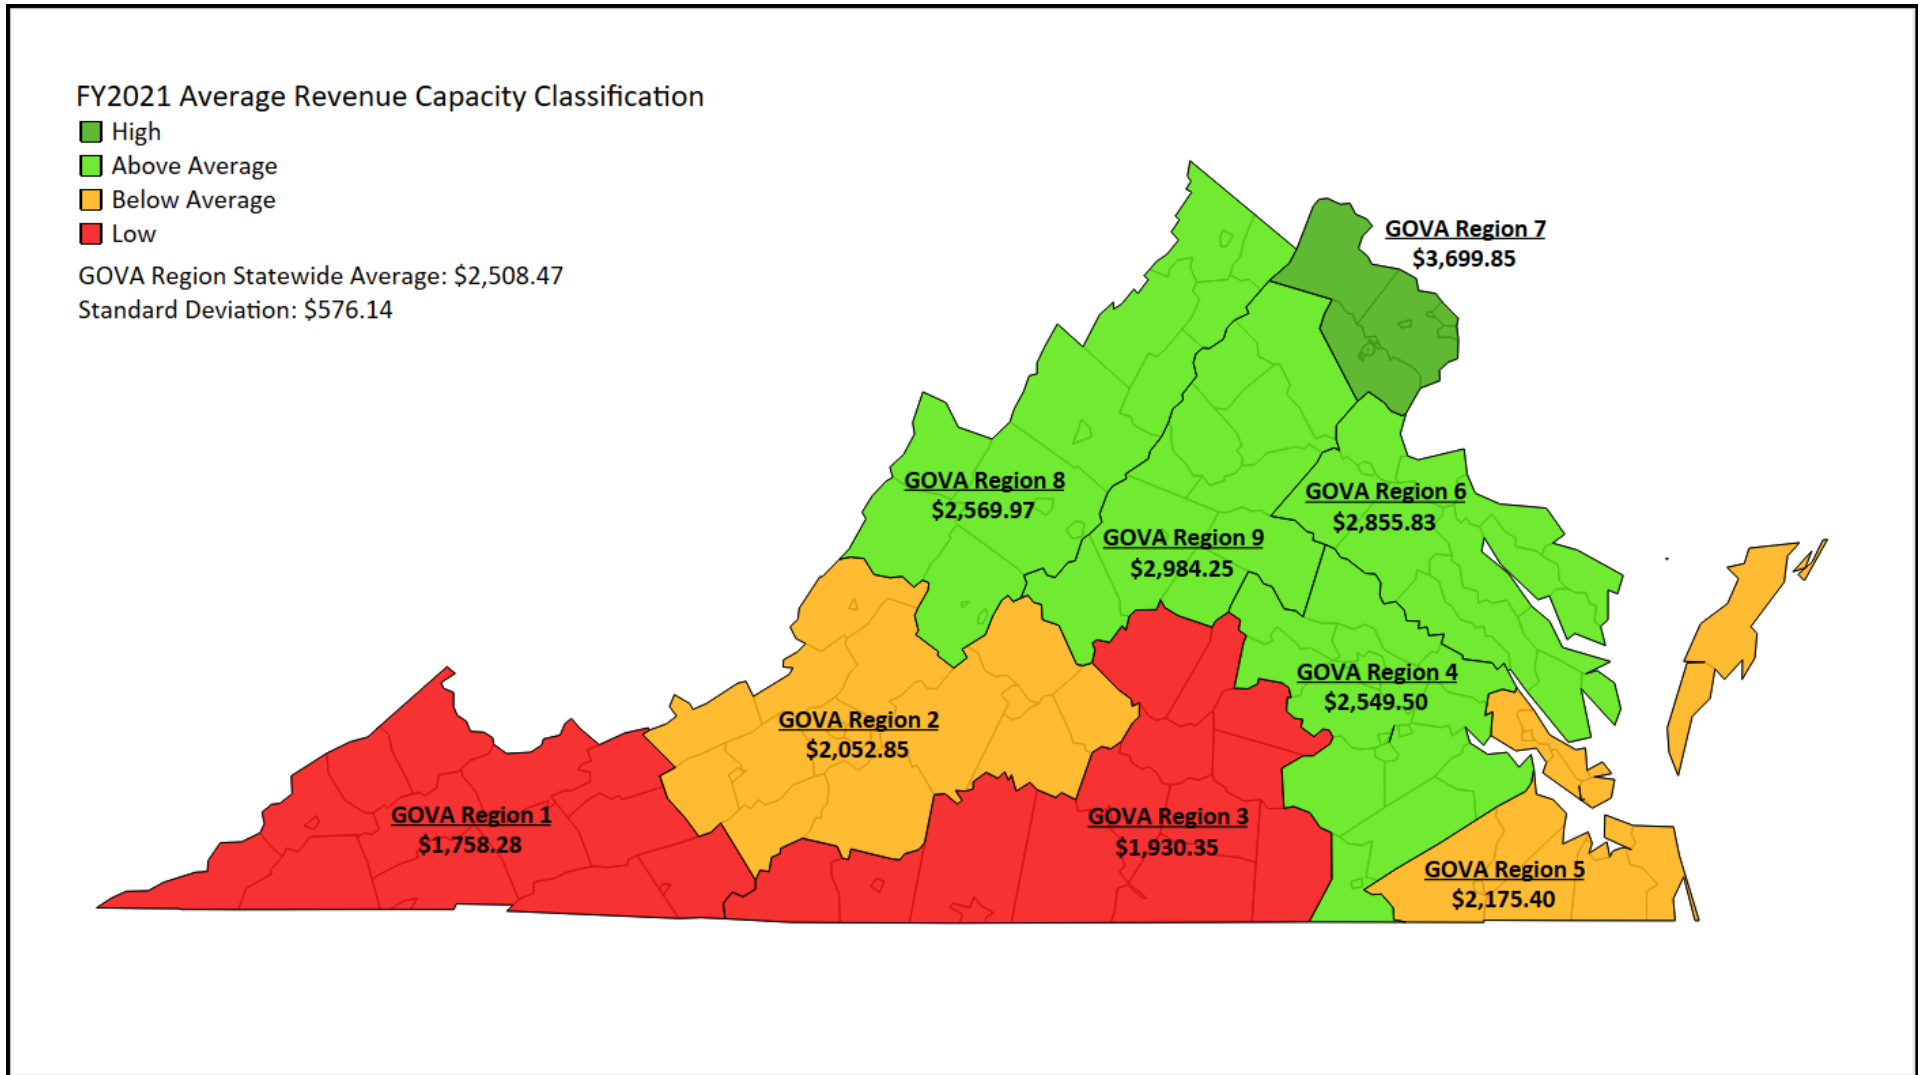 FY2021 Average Revenue Capacity Classification
High
Above Average
Below Average
Low
GOVA Region Statewide Average: $2,508.47
Standard Deviation: $576.14
GOVA Region 7
$3,699.85
GOVA Region 8
$2,569.97
GOVA Region 6
$2,855.83
GOVA Region 9
$2,984.25
GOVA Region 4
$2,549.50
GOVA Region 2
$2,052.85
GOVA Region 1
$1,758.28
GOVA Region 3
$1,930.35
GOVA Region 5
$2,175.40